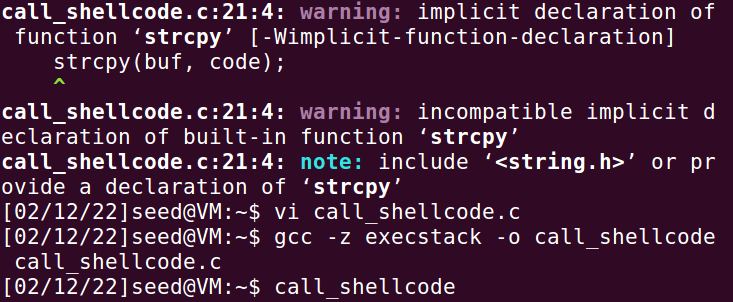 call_shellcode.c:21:4: warning: implicit declaration of
 function ‘strcpy’ [-Wimplicit-function-declaration]
    strcpy(buf, code);
    ^
call_shellcode.c:21:4: warning: incompatible implicit d
eclaration of built-in function ‘strcpy’
call_shellcode.c:21:4: note: include ‘<string.h>’ or pr
ovide a declaration of ‘strcpy’
[02/12/22]seed@VM:~$ vi call_shellcode.c
[02/12/22]seed@VM:~$ gcc -z execstack -o call_shellcode
 call_shellcode.c
[02/12/22]seed@VM:~$ call_shellcode